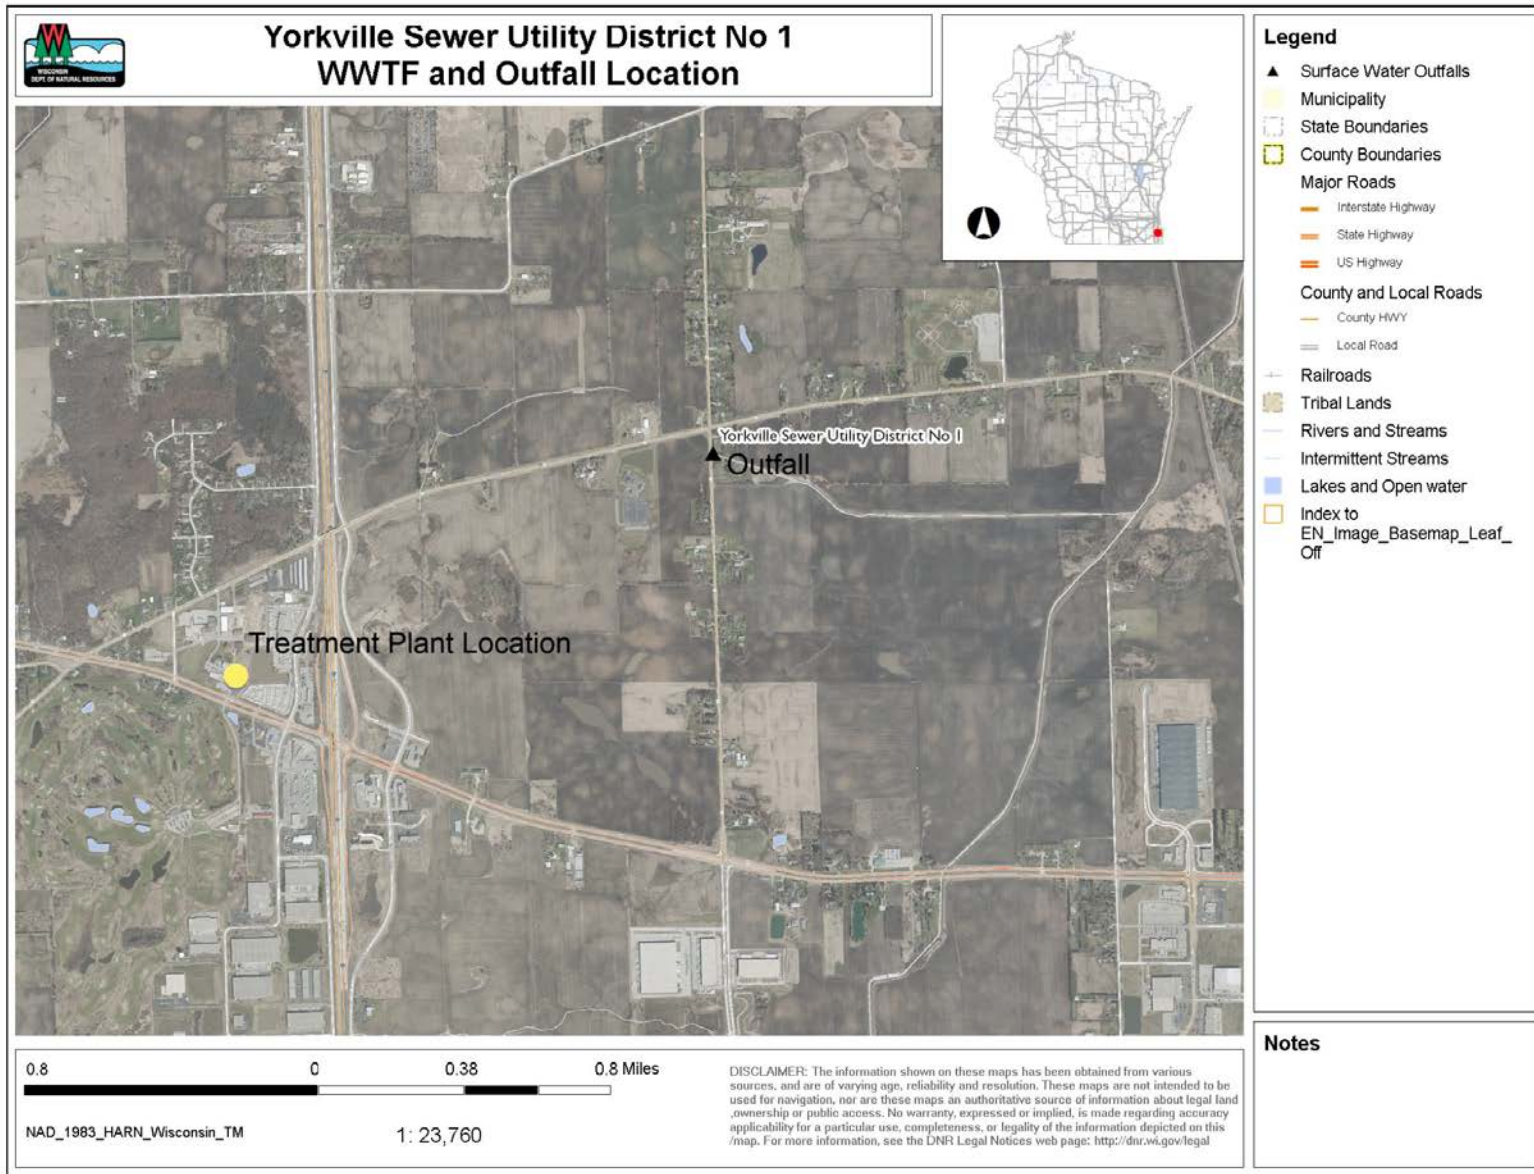 Yorkville Sewer Utility District No 1
WWTF and Outfall Location
WISCONSIN
DEPT. OF NATURAL RESOURCES
Yorkville Sewer Utility District No 1
Outfall
Treatment Plant Location
Legend
Surface Water Outfalls
Municipality
State Boundaries
County Boundaries
Major Roads
Interstate Highway
State Highway
US Highway
County and Local Roads
County HWY
Local Road
Railroads
Tribal Lands
Rivers and Streams
Intermittent Streams
Lakes and Open water
Index to
EN_Image_Basemap_Leaf_
Off
Notes
0.8 0 0.38 0.8 Miles
NAD_1983_HARN_Wisconsin_TM
1: 23,760
DISCLAIMER: The information shown on these maps has been obtained from various
sources, and are of varying age, reliability and resolution. These maps are not intended to be
used for navigation, nor are these maps an authoritative source of information about legal land
,ownership or public access. No warranty, expressed or implied, is made regarding accuracy
applicability for a particular use, completeness, or legality of the information depicted on this
/map. For more information, see the DNR Legal Notices web page: http://dnr.wi.gov/legal